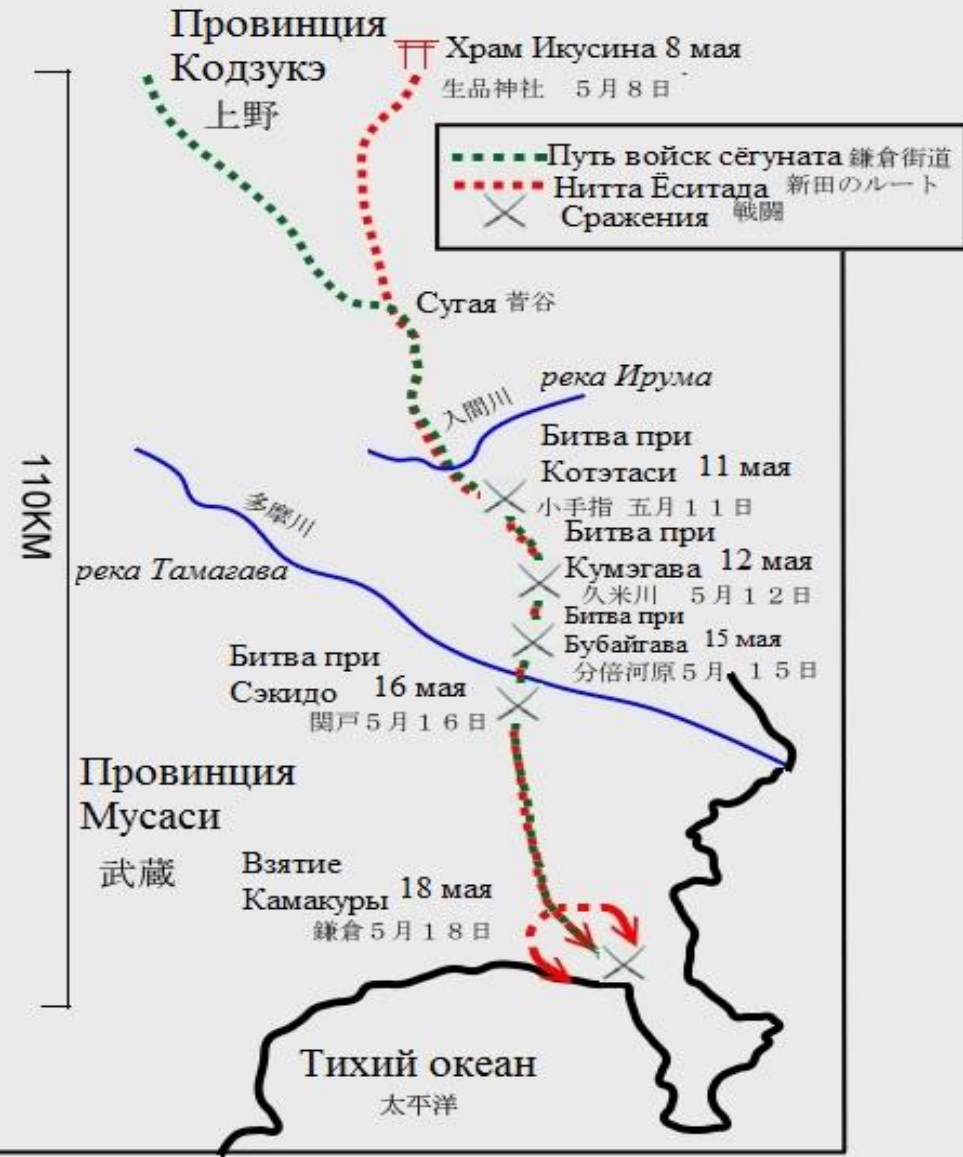 Провинция
Кодзукэ
上野
Храм Икусина 8 мая
生品神社 5月8日
Путь войск сёгуната 鎌倉街道
Нитта Ёситада 新田のルート
Сражения 戦闘
Сугая 菅谷
река Ирума
入間川
110KM
Битва при
Котэтаси 11 мая
小手指 五月11日
多摩川
река Тамагава
Битва при
Кумэгава 12 мая
久米川 5月12日
Битва при
Бубайгава 15 мая
分倍河原5月 15日
Битва при
Сэкидо 16 мая
関戸5月16日
Провинция
Мусаси
武蔵
Взятие
Камакуры 18 мая
鎌倉5月18日
Тихий океан
太平洋